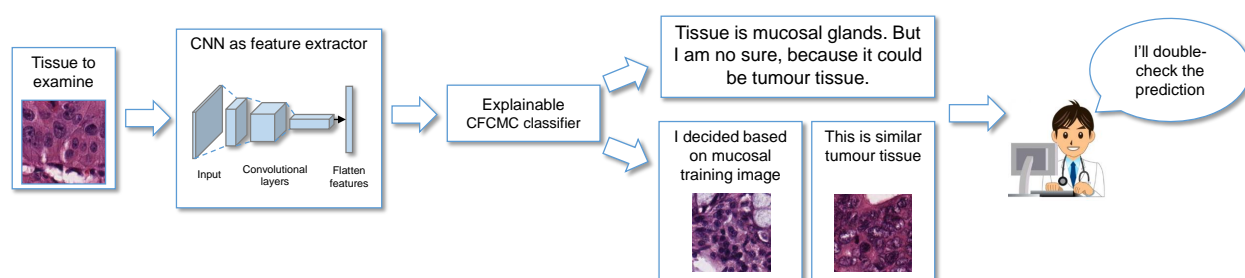 Tissue to
examine
CNN as feature extractor
Input
Convolutional
layers
Flatten
features
Explainable
CFCMC classifier
Tissue is mucosal glands. But
I am no sure, because it could
be tumour tissue.
I decided based
on mucosal
training image
This is similar
tumour tissue
I'll double-
check the
prediction